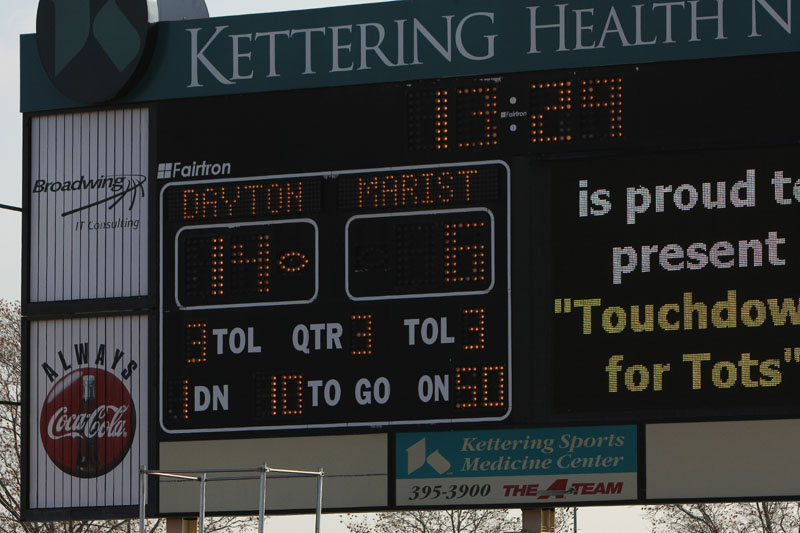 KETTERING HEALTH N
13:29
Fairtron
Fairtron
DAYTON MARIST
14 6
3 TOL QTR 3 TOL 3
1 DN 10 TO GO ON 50
BROADWING
IT Consulting
ALWAYS
Coca-Cola
is proud to
present
"Touchdow
for Tots"
Kettering Sports
Medicine Center
395-3900 THE A-TEAM